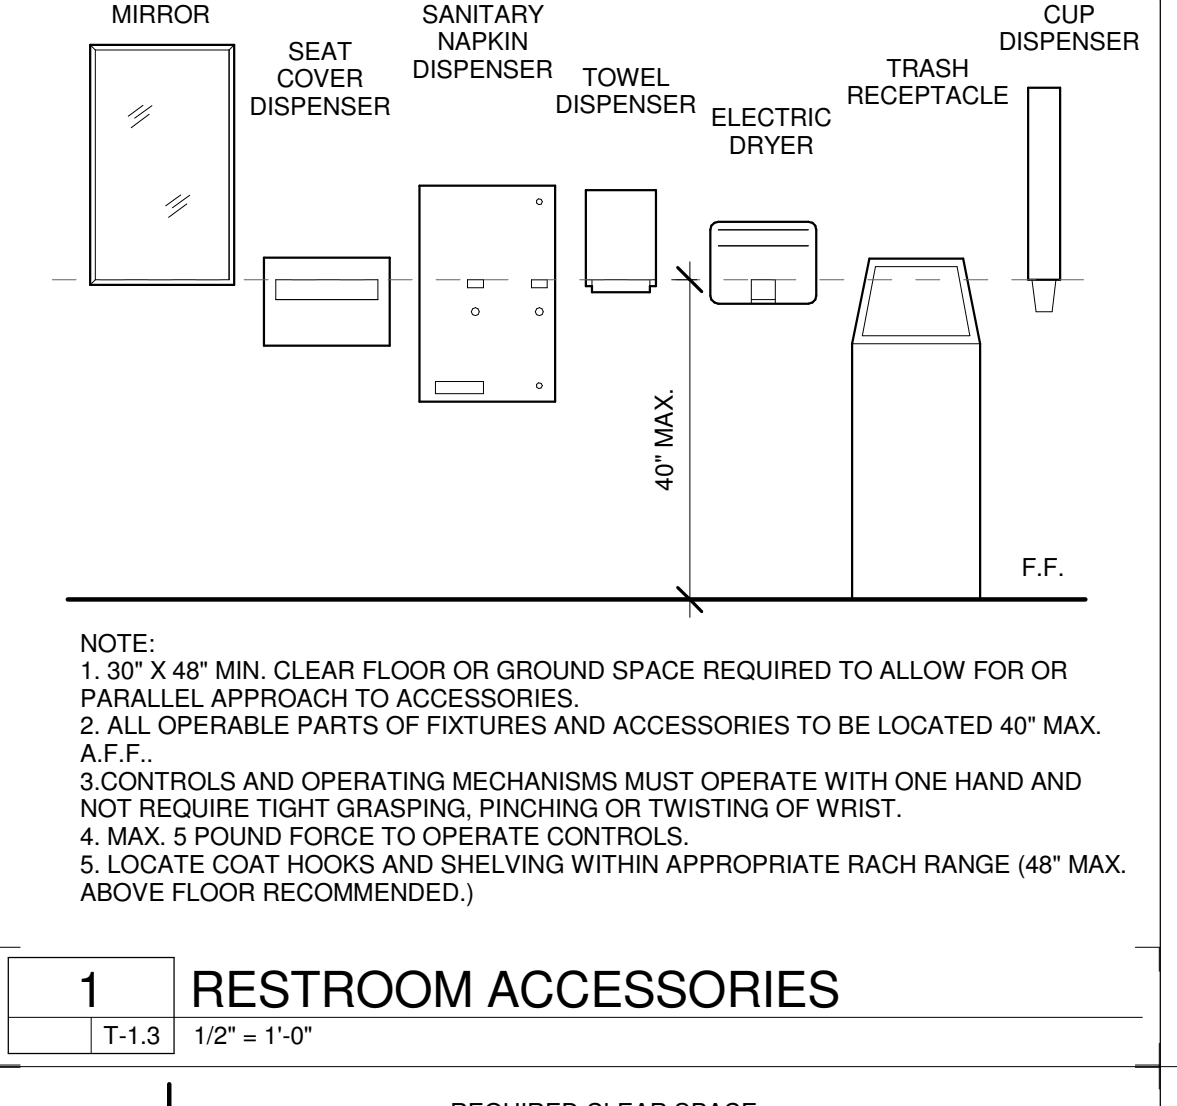 MIRROR
SEAT
COVER
DISPENSER
SANITARY
NAPKIN
DISPENSER
TOWEL
DISPENSER
ELECTRIC
DRYER
TRASH
RECEPTACLE
CUP
DISPENSER
40" MAX.
F.F.
NOTE:
1. 30" X 48" MIN. CLEAR FLOOR OR GROUND SPACE REQUIRED TO ALLOW FOR OR
PARALLEL APPROACH TO ACCESSORIES.
2. ALL OPERABLE PARTS OF FIXTURES AND ACCESSORIES TO BE LOCATED 40" MAX.
A.F.F..
3.CONTROLS AND OPERATING MECHANISMS MUST OPERATE WITH ONE HAND AND
NOT REQUIRE TIGHT GRASPING, PINCHING OR TWISTING OF WRIST.
4. MAX. 5 POUND FORCE TO OPERATE CONTROLS.
5. LOCATE COAT HOOKS AND SHELVING WITHIN APPROPRIATE RACH RANGE (48" MAX.
ABOVE FLOOR RECOMMENDED.)
1
RESTROOM ACCESSORIES
T-1.3
1/2" = 1'-0"
REQUIRED CLEAR SPACE